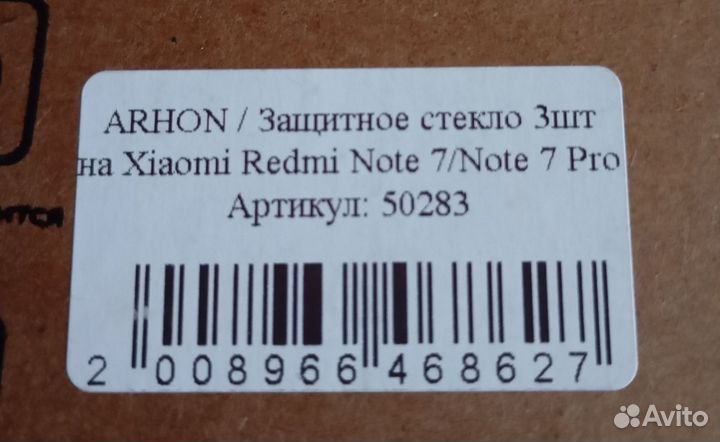 ARHON / Защитное стекло 3шт
на Xiaomi Redmi Note 7/Note 7 Pro
Артикул: 50283
2 008966 468627
Avito